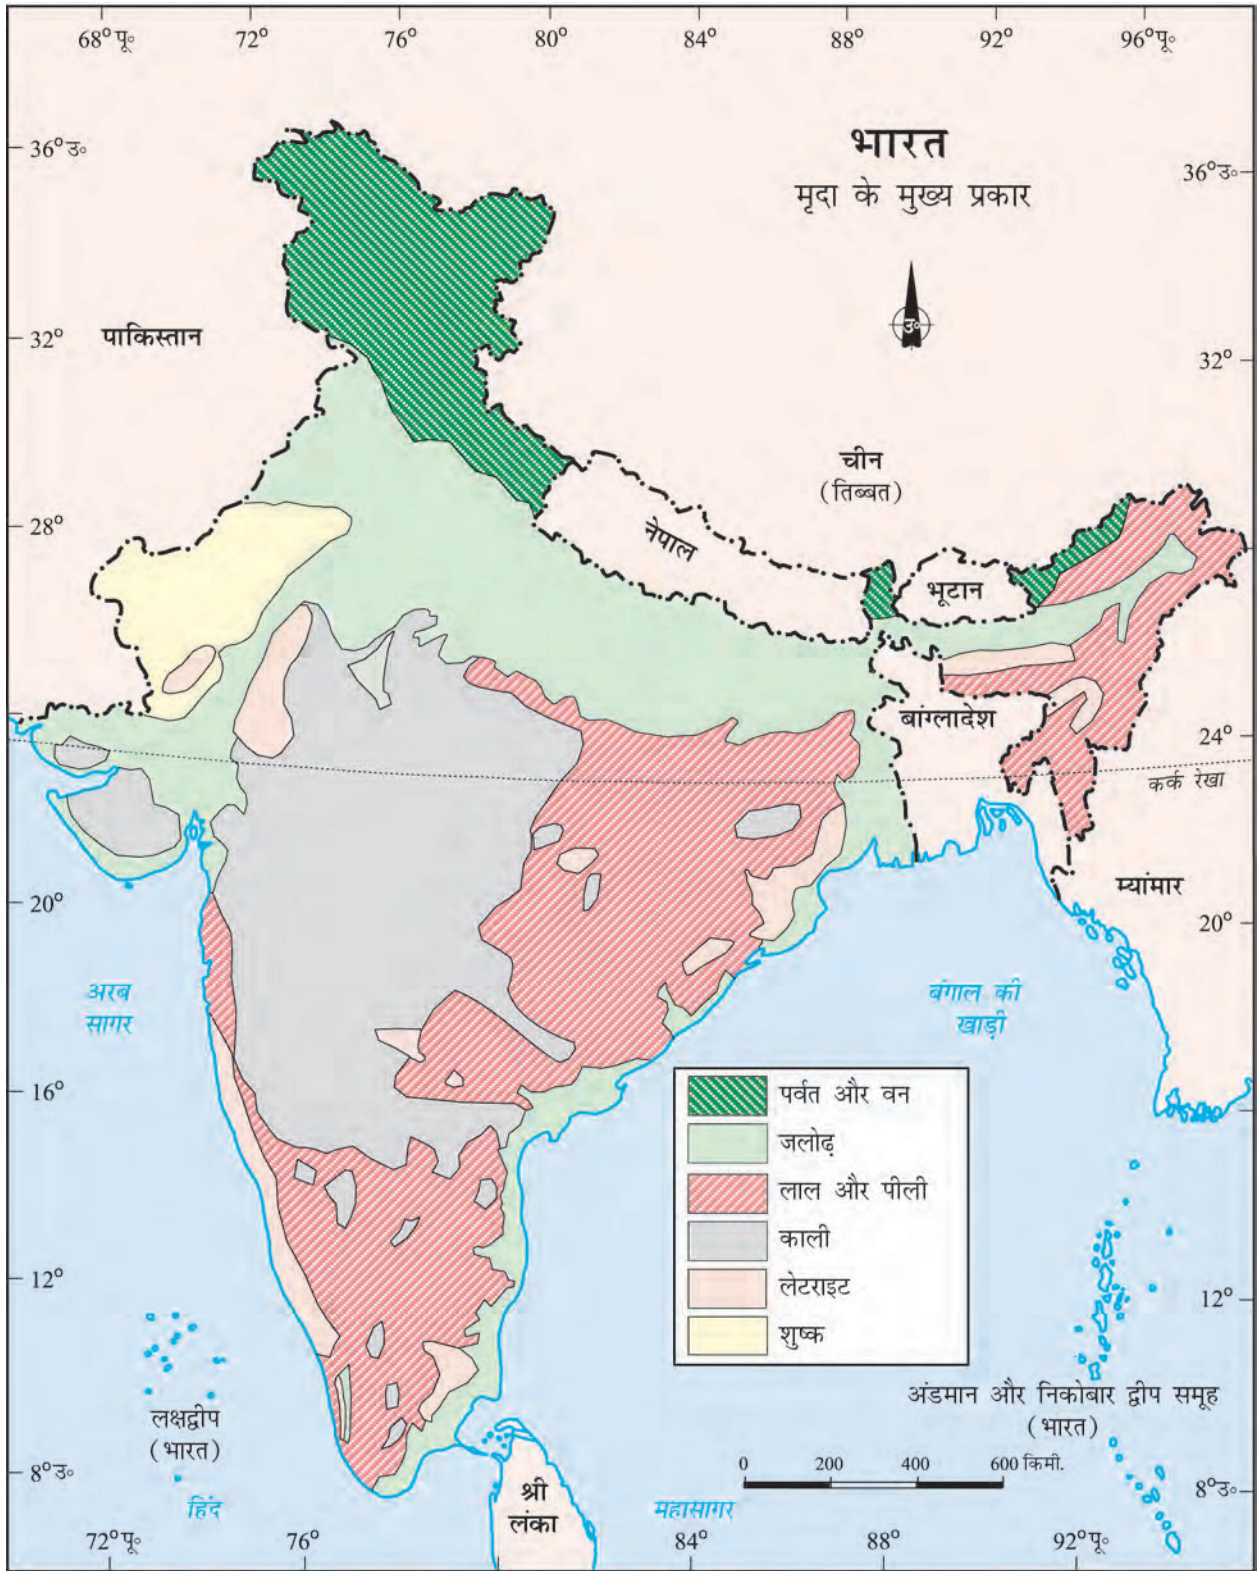 68°पू॰
72°
76°
80°
84°
88°
92°
96°पू॰
भारत
मृदा के मुख्य प्रकार
36°उ॰
36°उ॰
उ॰
पाकिस्तान
32°
32°
चीन
(तिब्बत)
28°
नेपाल
भूटान
बांग्लादेश
24°
कर्क रेखा
म्यांमार
20°
20°
अरब
सागर
बंगाल की
खाड़ी
16°
पर्वत और वन
जलोढ़
लाल और पीली
काली
लेटराइट
शुष्क
12°
12°
अंडमान और निकोबार द्वीप समूह
(भारत)
लक्षद्वीप
(भारत)
0 200 400 600 किमी.
8°उ॰
8°उ॰
हिंद
महासागर
श्री
लंका
72°पू॰
76°
84°
88°
92°पू॰